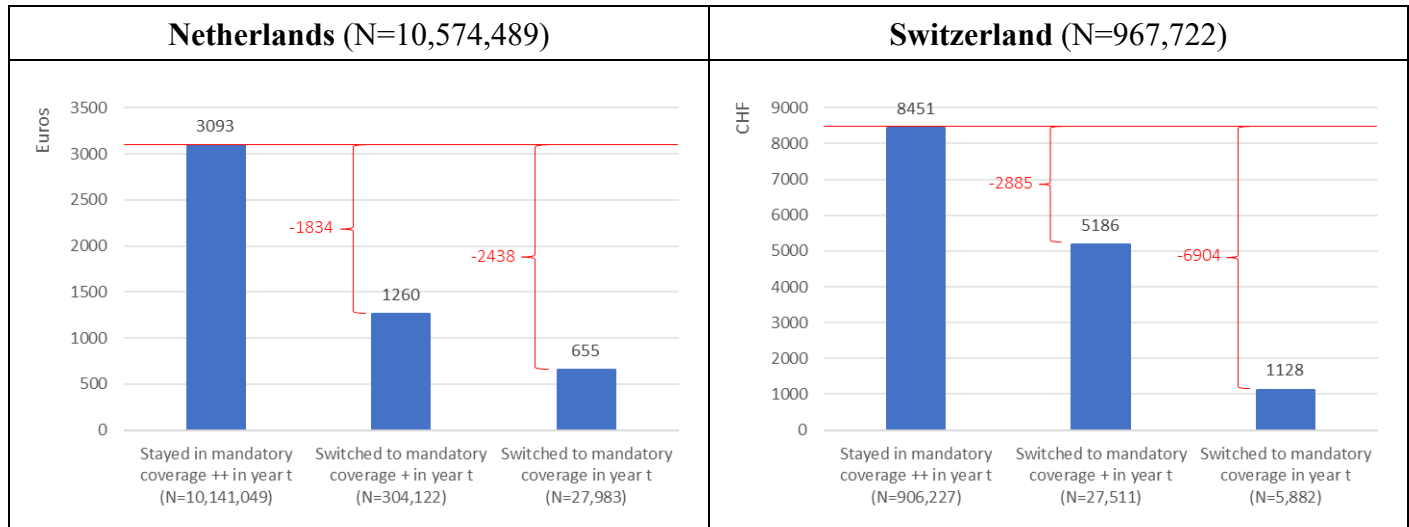 Netherlands (N=10,574,489)
Switzerland (N=967,722)
Euros
3500
3000
2500
2000
1500
1000
500
0
3093
-1834
1260
-2438
655
Stayed in mandatory
coverage ++ in year t
(N=10,141,049)
Switched to mandatory
coverage + in year t
(N=304,122)
Switched to mandatory
coverage in year t
(N=27,983)
CHF
9000
8000
7000
6000
5000
4000
3000
2000
1000
0
8451
-2885
5186
-6904
1128
Stayed in mandatory
coverage ++ in year t
(N=906,227)
Switched to mandatory
coverage + in year t
(N=27,511)
Switched to mandatory
coverage in year t
(N=5,882)